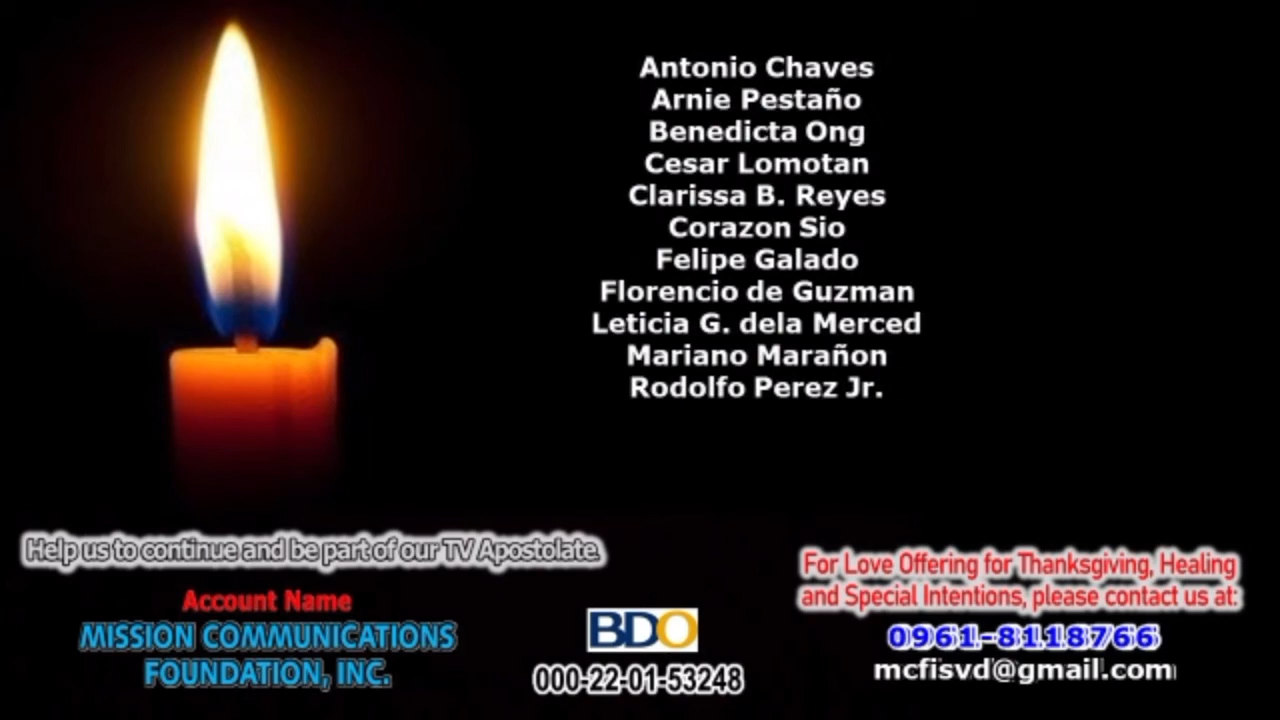 Antonio Chaves
Arnie Pestaño
Benedicta Ong
Cesar Lomotan
Clarissa B. Reyes
Corazon Sio
Felipe Galado
Florencio de Guzman
Leticia G. dela Merced
Mariano Marañon
Rodolfo Perez Jr.
Help us to continue and be part of our TV Apostolate.
Account Name
MISSION COMMUNICATIONS
FOUNDATION, INC.
BDO
000-22-01-53248
For Love Offering for Thanksgiving, Healing
and Special Intentions, please contact us at:
0961-8118766
mcfisvd@gmail.com